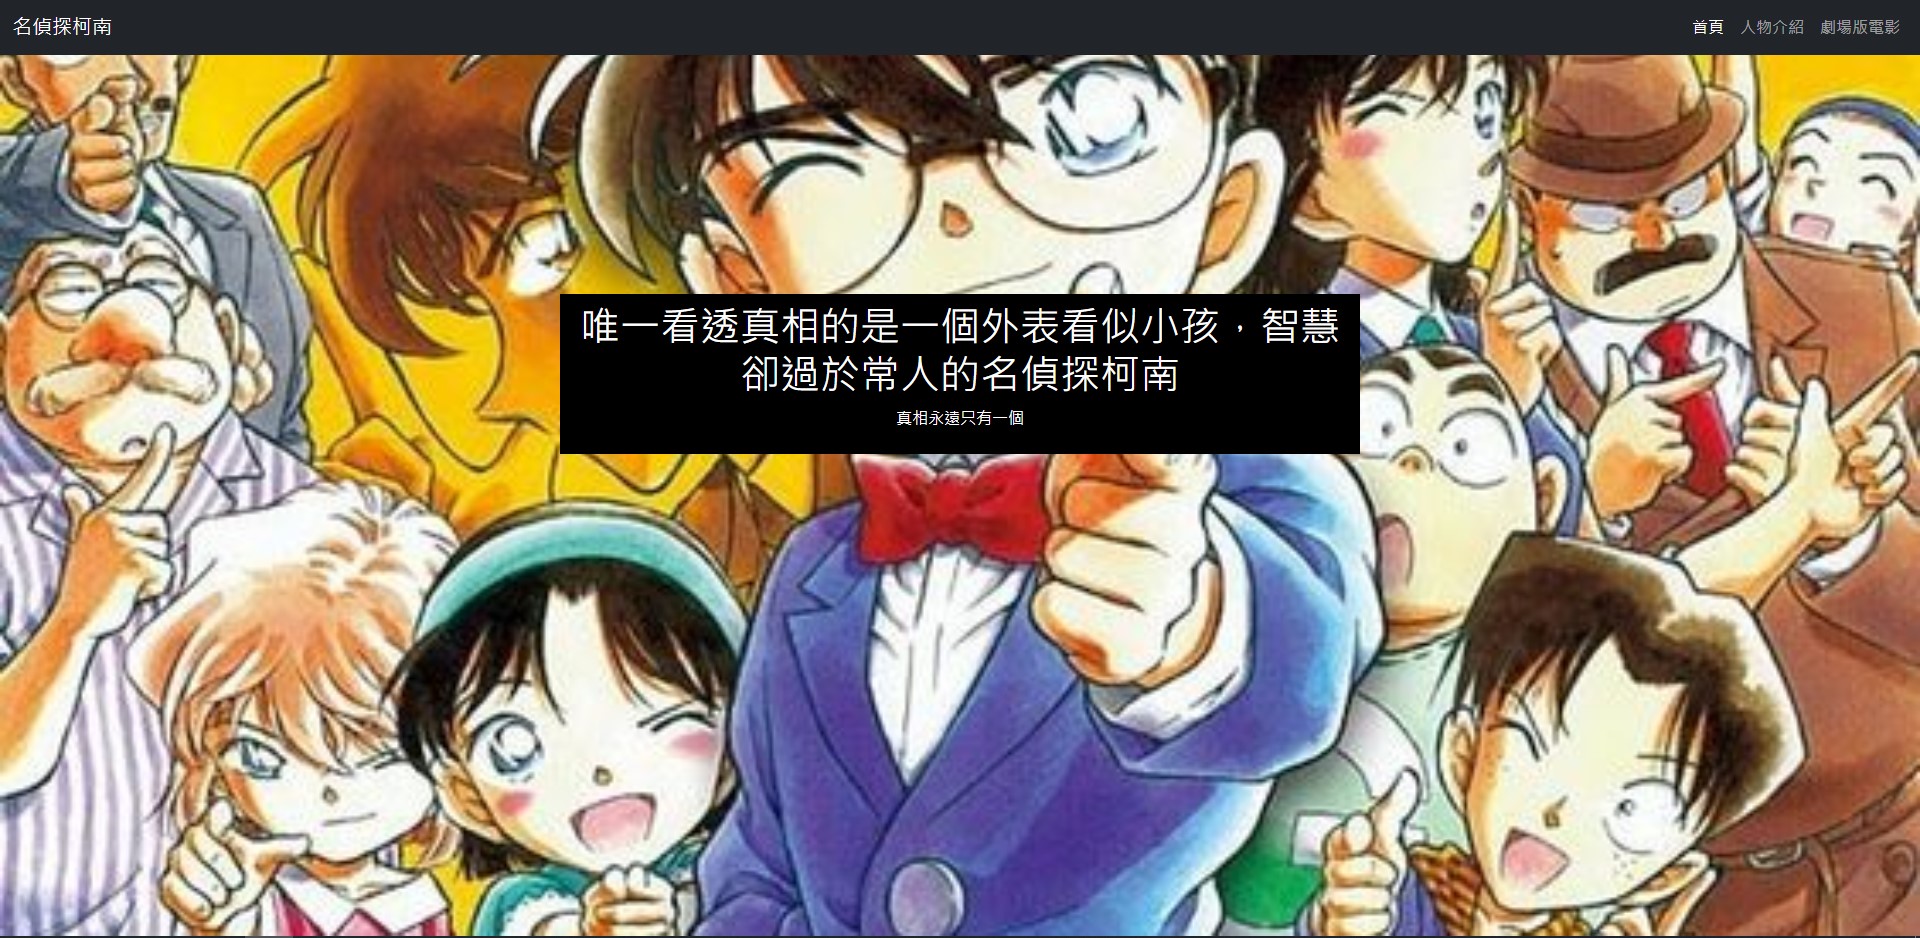 名偵探柯南
首頁 人物介紹 劇場版電影
唯一看透真相的是一個外表看似小孩，智慧
卻過於常人的名偵探柯南
真相永遠只有一個